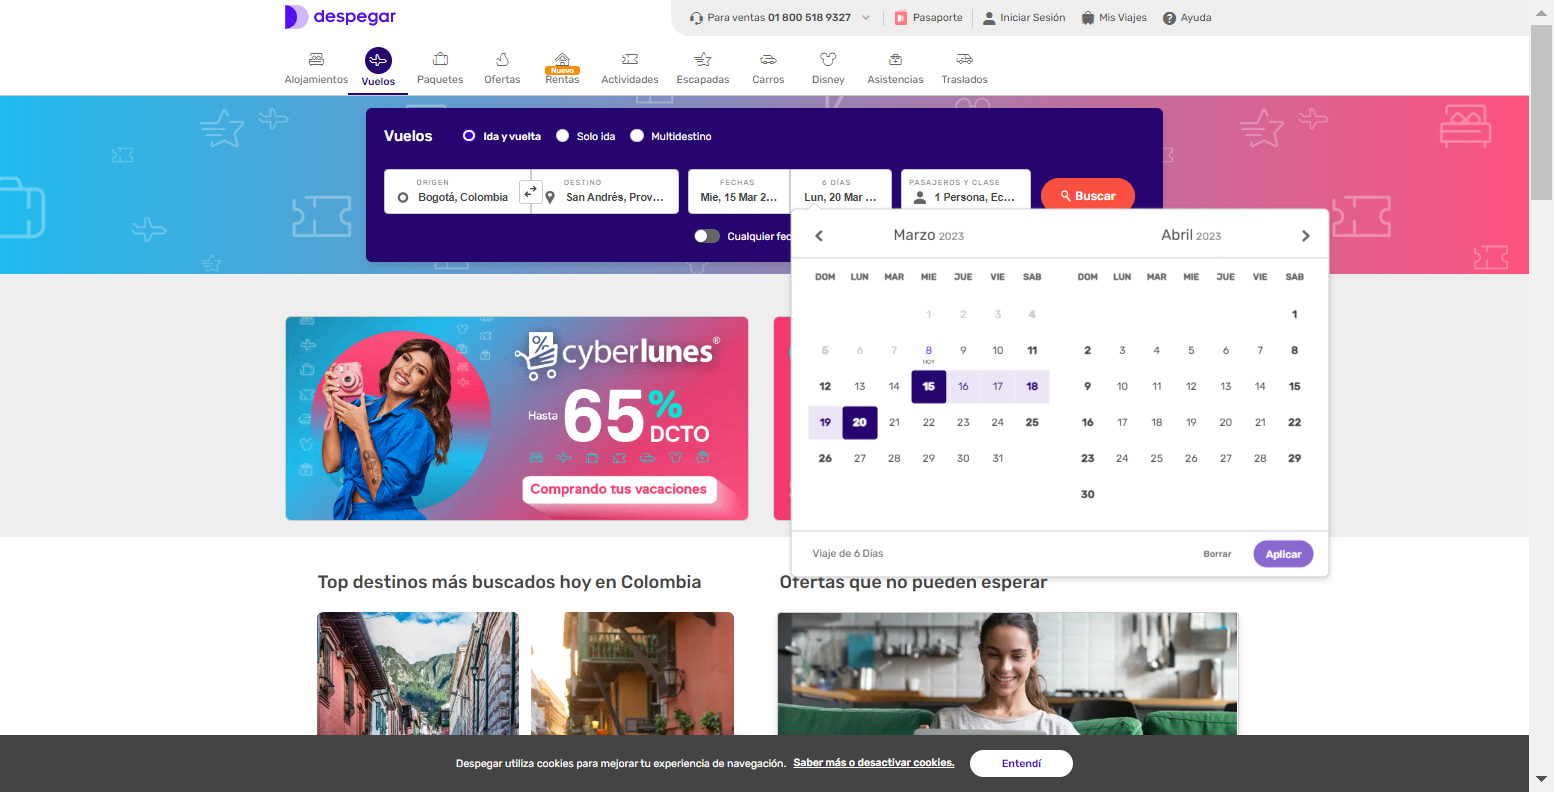 despegar
Para ventas 01 800 518 9327
Pasaporte
Iniciar Sesión
Mis Viajes
Ayuda
Alojamientos
Vuelos
Paquetes
Ofertas
Nuevo
Rentas
Actividades
Escapadas
Carros
Disney
Asistencias
Traslados
Vuelos
Ida y vuelta
Solo ida
Multidestino
ORIGEN
Bogotá, Colombia
DESTINO
San Andrés, Prov...
FECHAS
Mie, 15 Mar 2...
6 DÍAS
Lun, 20 Mar ...
PASAJEROS Y CLASE
1 Persona, Ec...
Buscar
Cualquier fec
Marzo 2023
DOM LUN MAR MIE JUE VIE SAB
1 2 3 4
5 6 7 8 9 10 11
HOY
12 13 14 15 16 17 18
19 20 21 22 23 24 25
26 27 28 29 30 31
Abril 2023
DOM LUN MAR MIE JUE VIE SAB
1
2 3 4 5 6 7 8
9 10 11 12 13 14 15
16 17 18 19 20 21 22
23 24 25 26 27 28 29
30
Viaje de 6 Días
Borrar
Aplicar
cyberlunes®
Hasta 65% DCTO
Comprando tus vacaciones
Top destinos más buscados hoy en Colombia
Ofertas que no pueden esperar
Despegar utiliza cookies para mejorar tu experiencia de navegación. Saber más o desactivar cookies.
Entendí